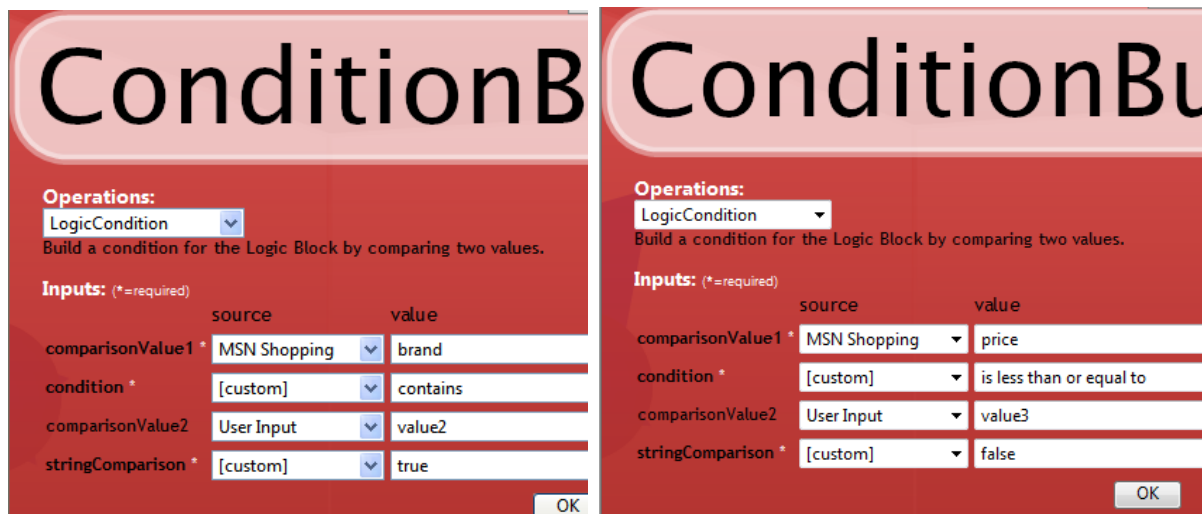 ConditionB
Operations:
LogicCondition
Build a condition for the Logic Block by comparing two values.
Inputs: (*=required)
source value
comparisonValue1 * MSN Shopping brand
condition * [custom] contains
comparisonValue2 User Input value2
stringComparison * [custom] true
OK
ConditionBu
Operations:
LogicCondition
Build a condition for the Logic Block by comparing two values.
Inputs: (*=required)
source value
comparisonValue1 * MSN Shopping price
condition * [custom] is less than or equal to
comparisonValue2 User Input value3
stringComparison * [custom] false
OK